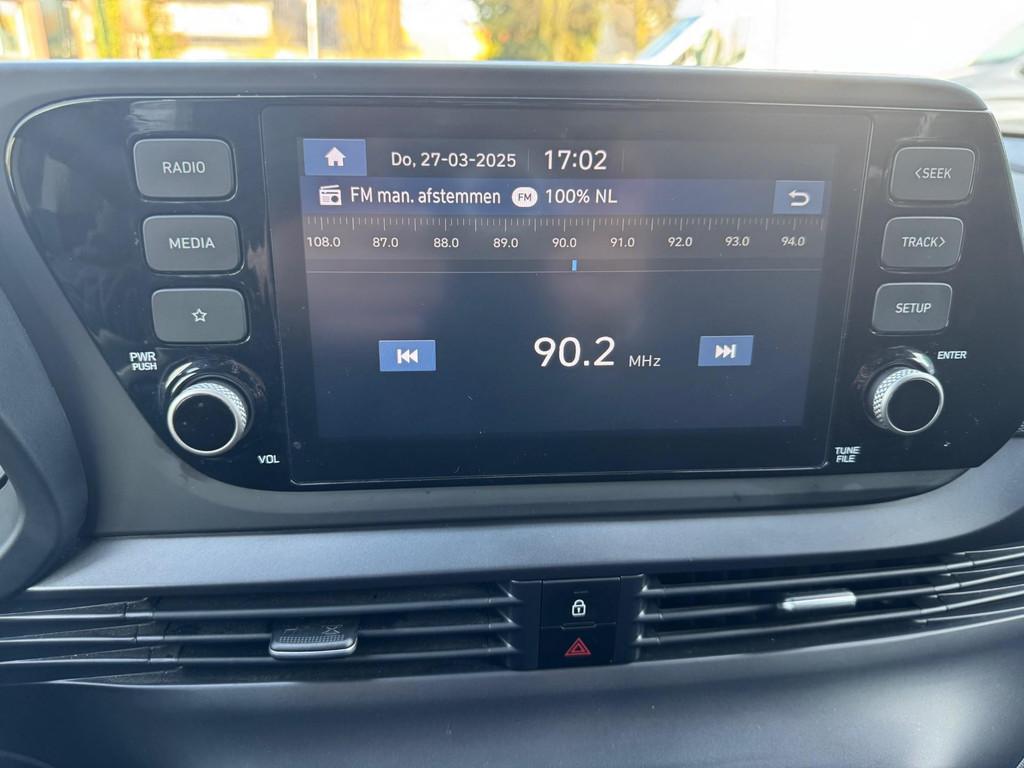 RADIO
MEDIA
PWR
PUSH
VOL
Do, 27-03-2025 17:02
FM man. afstemmen FM 100% NL
108.0 87.0 88.0 89.0 90.0 91.0 92.0 93.0 94.0
90.2 MHz
<SEEK
TRACK>
SETUP
ENTER
TUNE
FILE